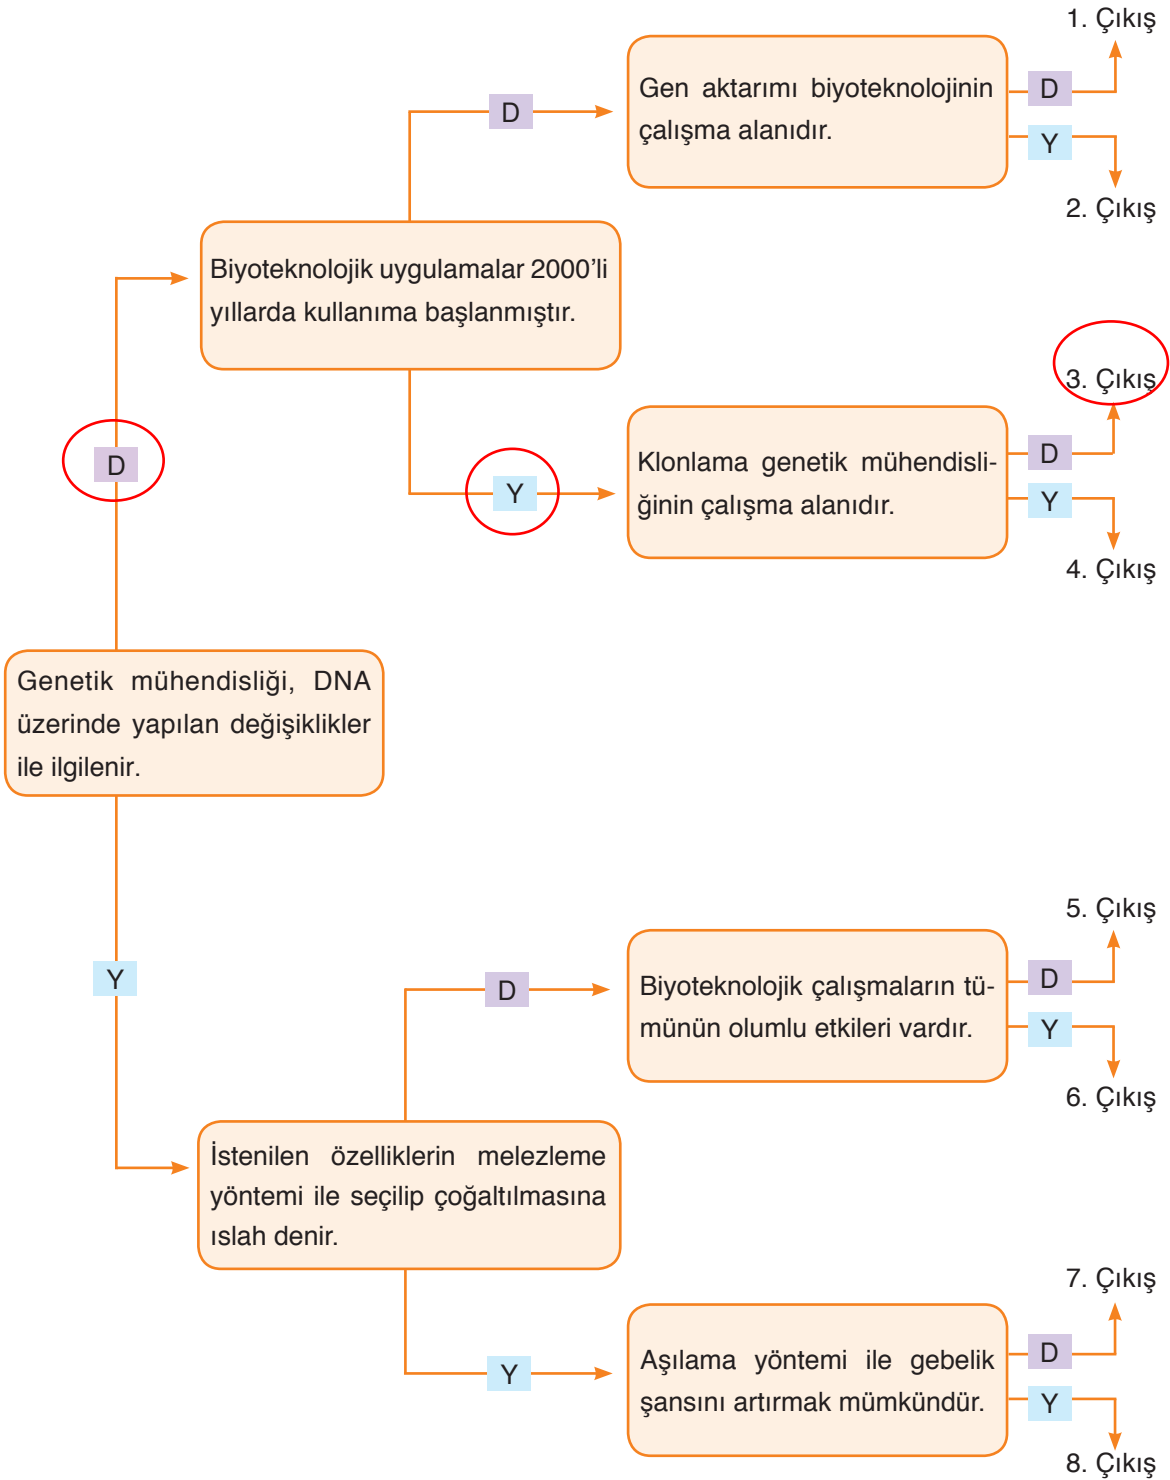 1. Çıkış
Gen aktarımı biyoteknolojinin
çalışma alanıdır.
D
D
Y
2. Çıkış
Biyoteknolojik uygulamalar 2000'li
yıllarda kullanıma başlanmıştır.
3. Çıkış
D
Y
Klonlama genetik mühendisli-
ğinin çalışma alanıdır.
D
Y
4. Çıkış
Genetik mühendisliği, DNA
üzerinde yapılan değişiklikler
ile ilgilenir.
5. Çıkış
Y
D
Biyoteknolojik çalışmaların tü-
münün olumlu etkileri vardır.
D
Y
6. Çıkış
İstenilen özelliklerin melezleme
yöntemi ile seçilip çoğaltılmasına
ıslah denir.
7. Çıkış
Y
Aşılama yöntemi ile gebelik
şansını artırmak mümkündür.
D
Y
8. Çıkış